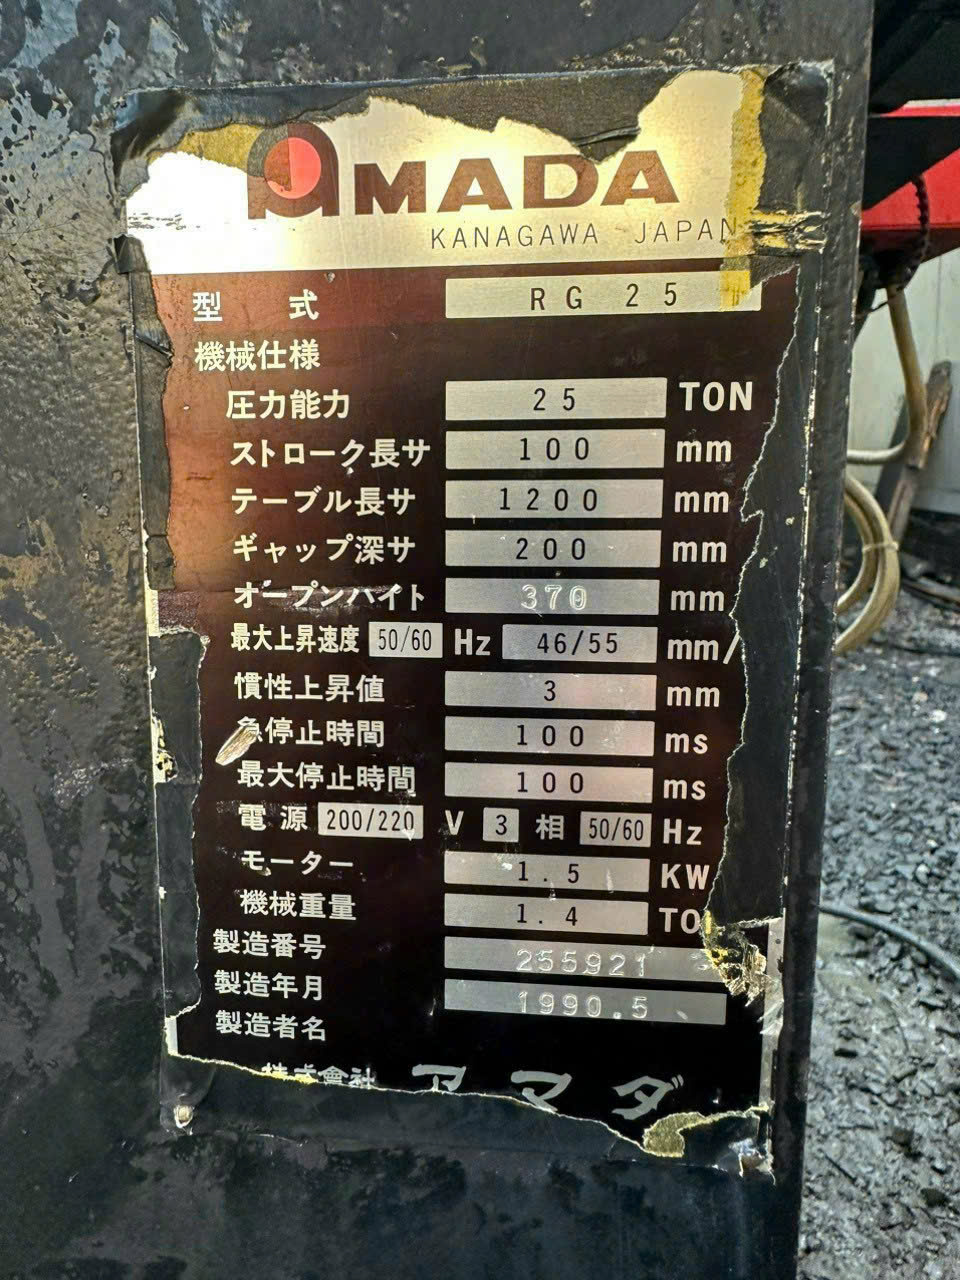 AMADA
KANAGAWA JAPAN
型 式 RG 25
機械仕様
圧力能力 25 TON
ストローク長サ 100 mm
テーブル長サ 1200 mm
ギャップ深サ 200 mm
オープンハイト 370 mm
最大上昇速度 50/60 Hz 46/55 mm/
慣性上昇値 3 mm
急停止時間 100 ms
最大停止時間 100 ms
電源 200/220 V 3 相 50/60 Hz
モーター 1.5 KW
機械重量 1.4 TO
製造番号 255921
製造年月 1990.5
製造者名
株式會社 アマダ